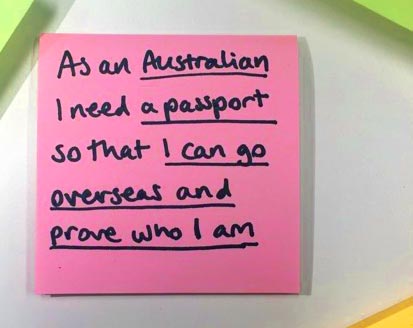 As an Australian
I need a passport
so that I can go
overseas and
prove who I am